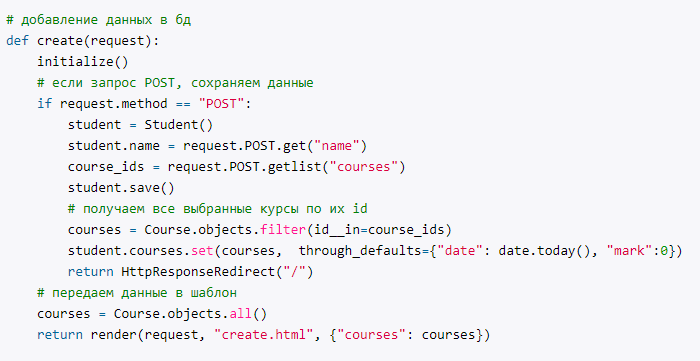 # добавление данных в бд
def create(request):
    initialize()
    # если запрос POST, сохраняем данные
    if request.method == "POST":
        student = Student()
        student.name = request.POST.get("name")
        course_ids = request.POST.getlist("courses")
        student.save()
        # получаем все выбранные курсы по их id
        courses = Course.objects.filter(id__in=course_ids)
        student.courses.set(courses,  through_defaults={"date": date.today(), "mark":0})
        return HttpResponseRedirect("/")
    # передаем данные в шаблон
    courses = Course.objects.all()
    return render(request, "create.html", {"courses": courses})